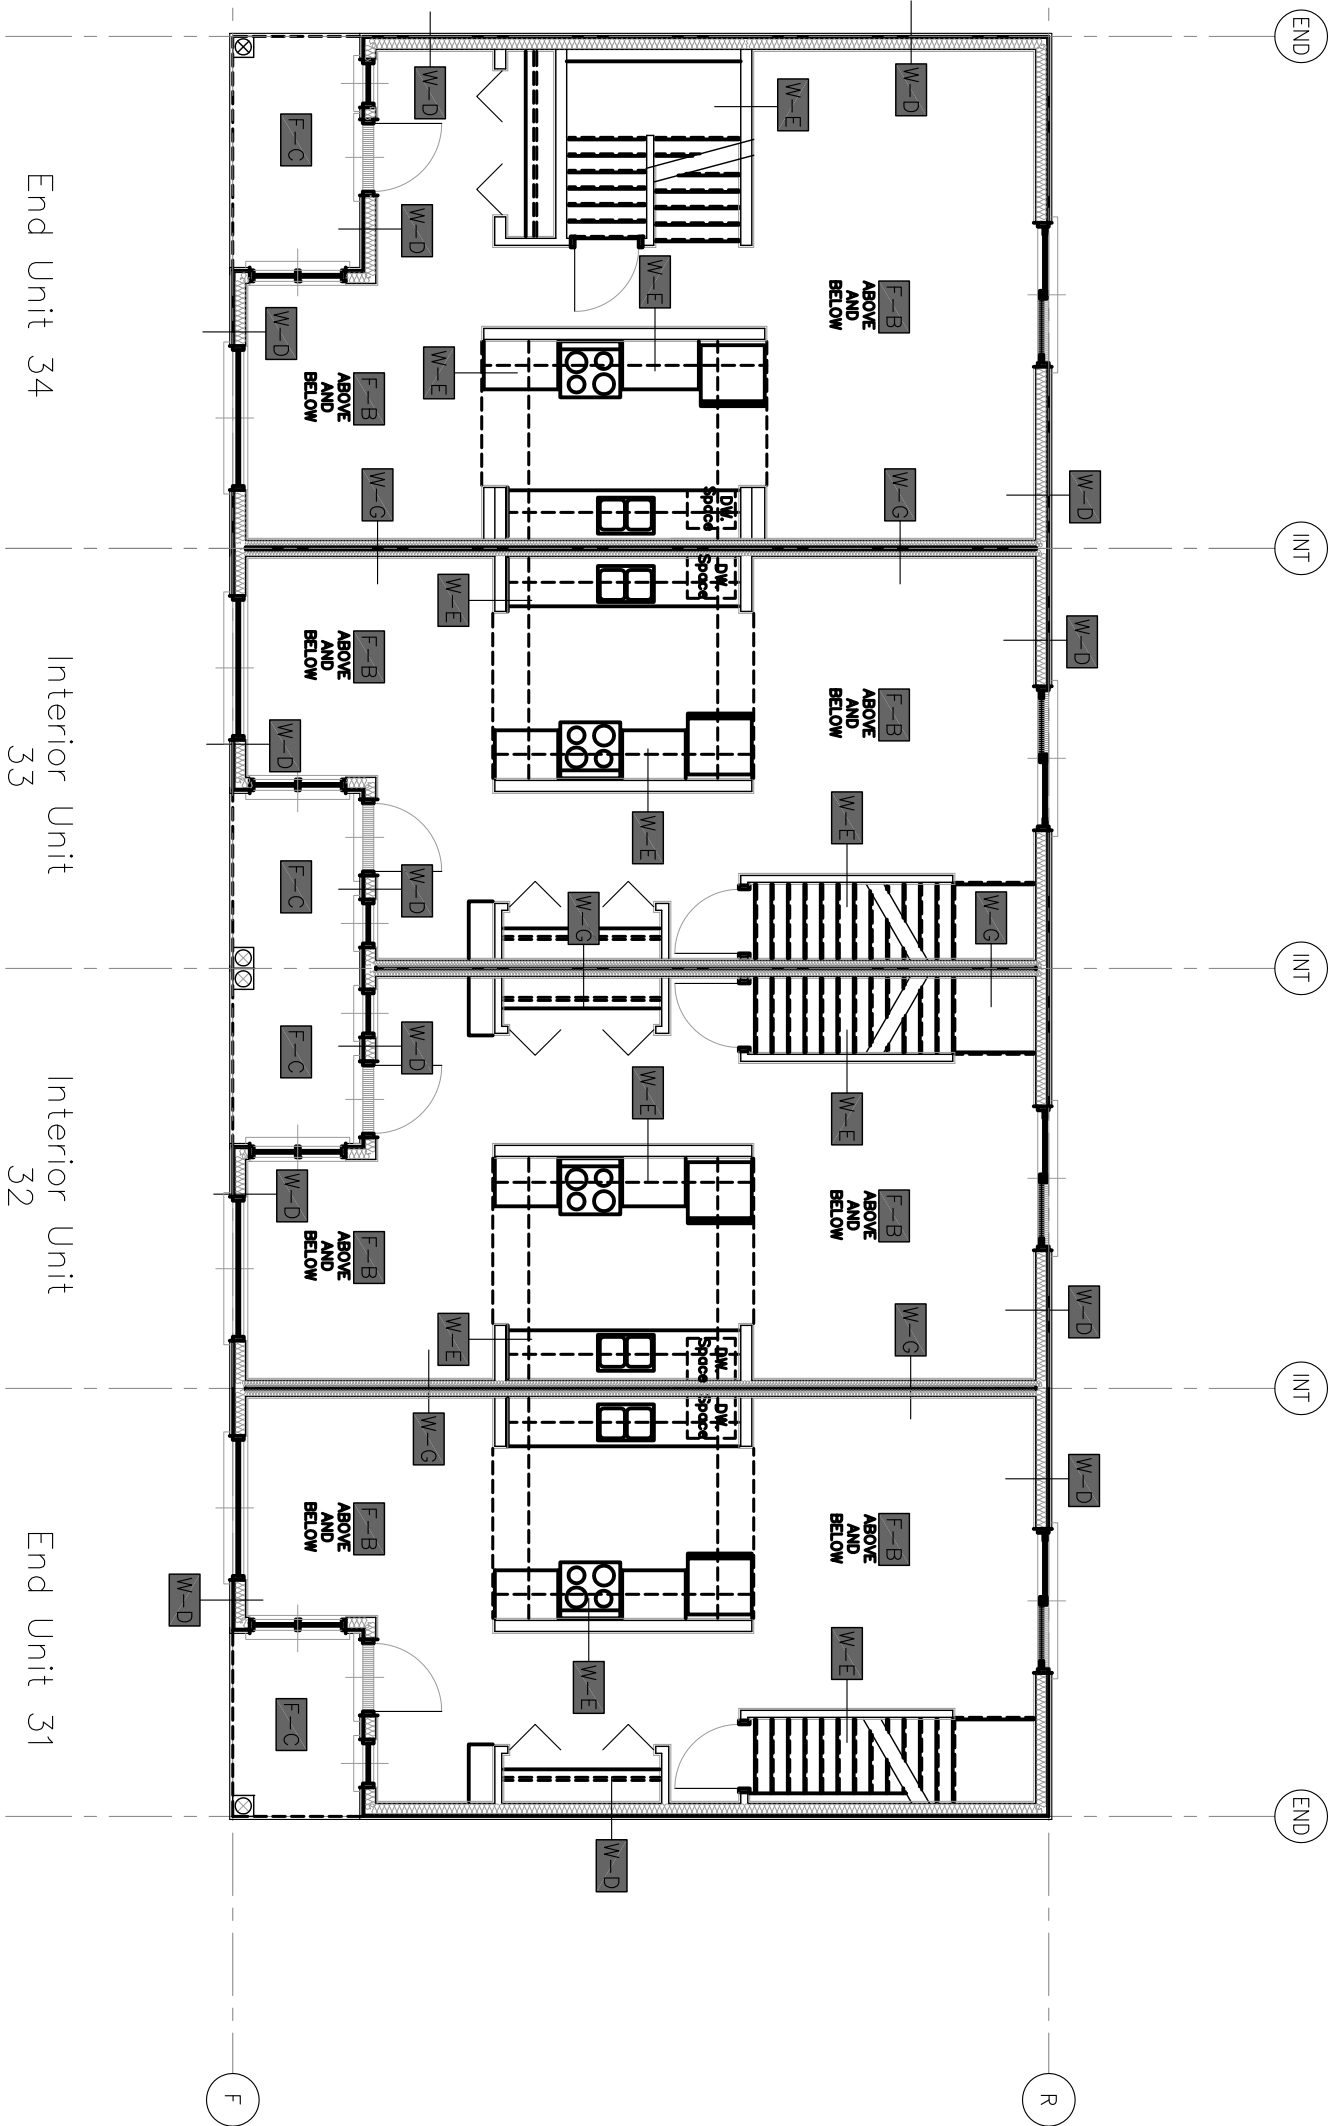 END
INT
INT
INT
END
W-D
W-D
W-D
W-D
R
W-G
W-D
W-G
W-G
F-B
ABOVE
AND
BELOW
F-B
ABOVE
AND
BELOW
F-B
ABOVE
AND
BELOW
F-B
ABOVE
AND
BELOW
W-E
W-E
W-E
W-E
DW.
Space
DW
Space
DW.
Space
DW
Space
W-E
W-E
W-E
W-D
W-G
W-E
W-E
W-E
W-E
W-D
W-G
W-D
W-D
W-D
W-G
F-B
ABOVE
AND
BELOW
F-B
ABOVE
AND
BELOW
F-B
ABOVE
AND
BELOW
F-B
ABOVE
AND
BELOW
F-C
F-C
F-C
F-C
W-D
W-D
W-D
F
W-D
End Unit 34
Interior Unit
33
Interior Unit
32
End Unit 31